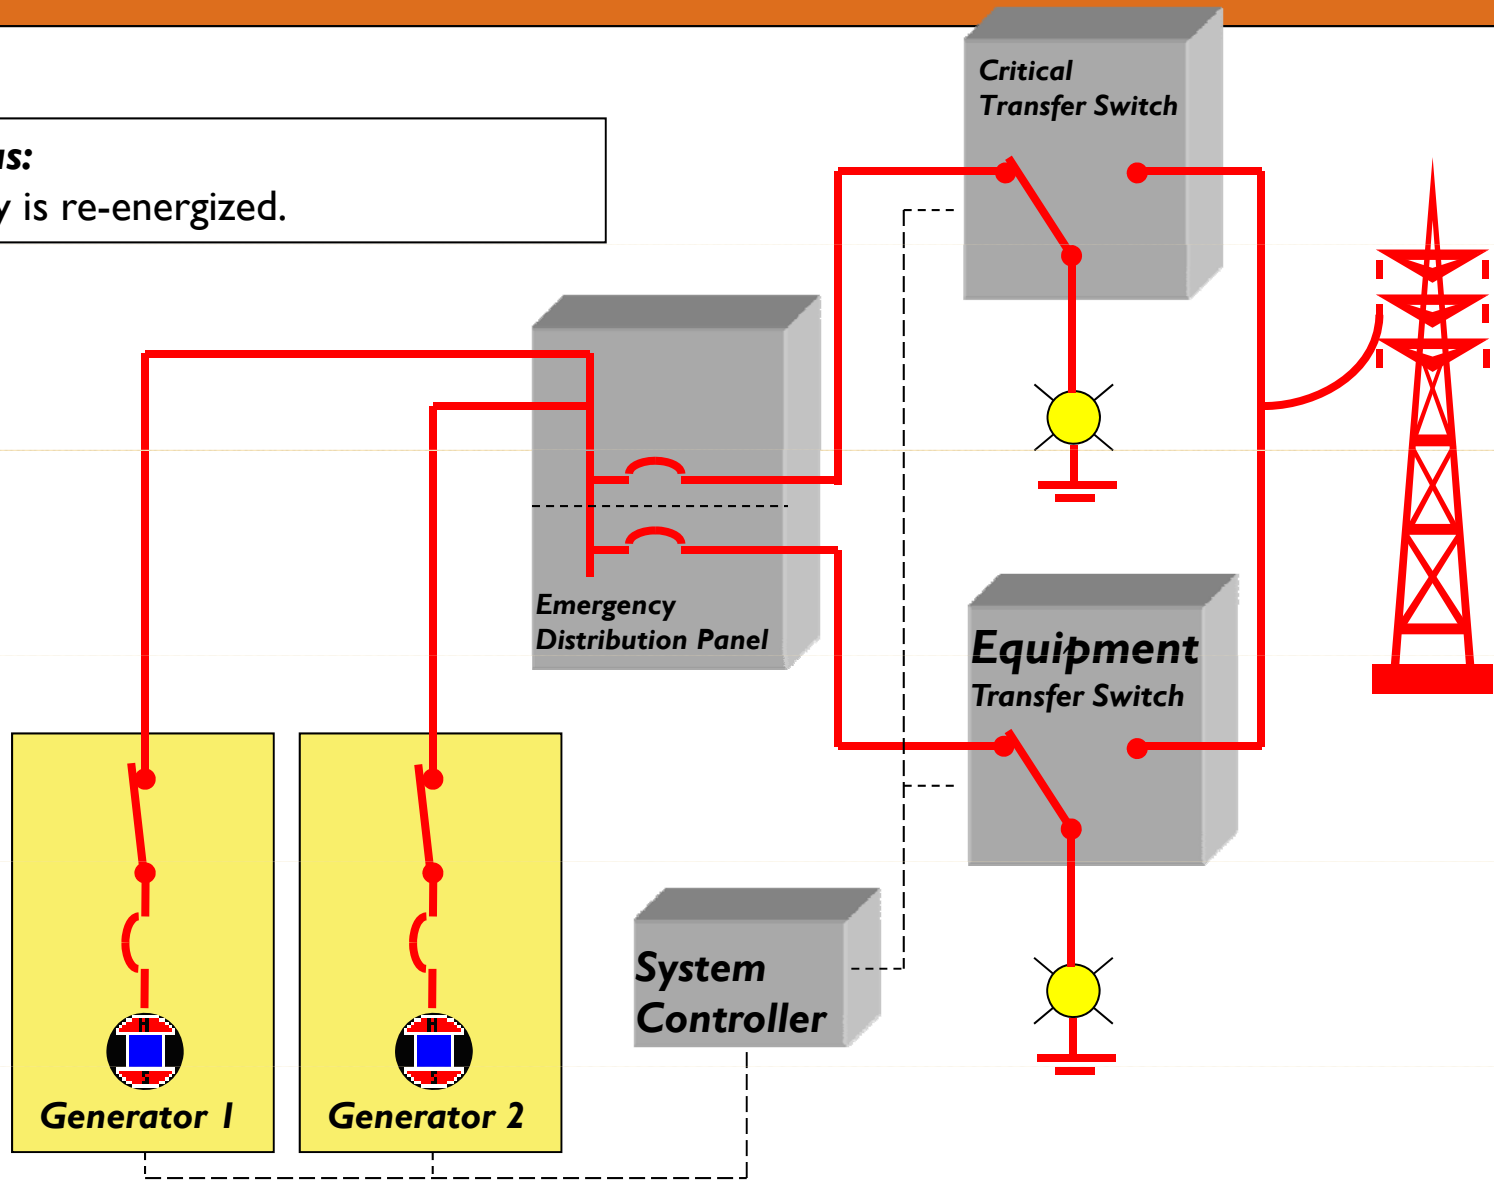 Critical
Transfer Switch
us:
y is re-energized.
Emergency
Distribution Panel
Equipment
Transfer Switch
System
Controller
N
S
Generator 1
N
S
Generator 2